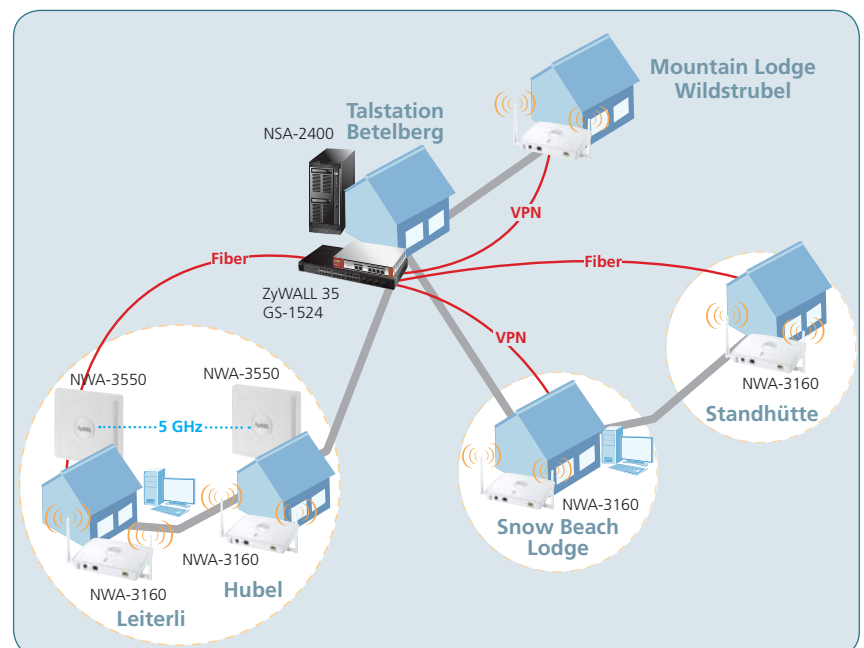 Mountain Lodge
Wildstrubel
Talstation
Betelberg
NSA-2400
VPN
Fiber
Fiber
ZyWALL 35
GS-1524
VPN
NWA-3550
NWA-3550
NWA-3160
Standhütte
5 GHz
NWA-3160
Snow Beach
Lodge
NWA-3160
Hubel
NWA-3160
Leiterli